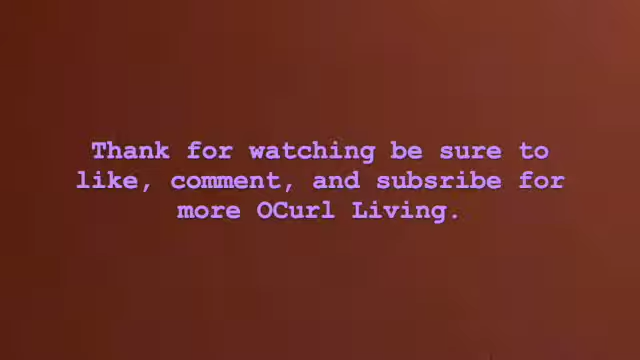 Thank for watching be sure to
like, comment, and subsribe for
more OCurl Living.